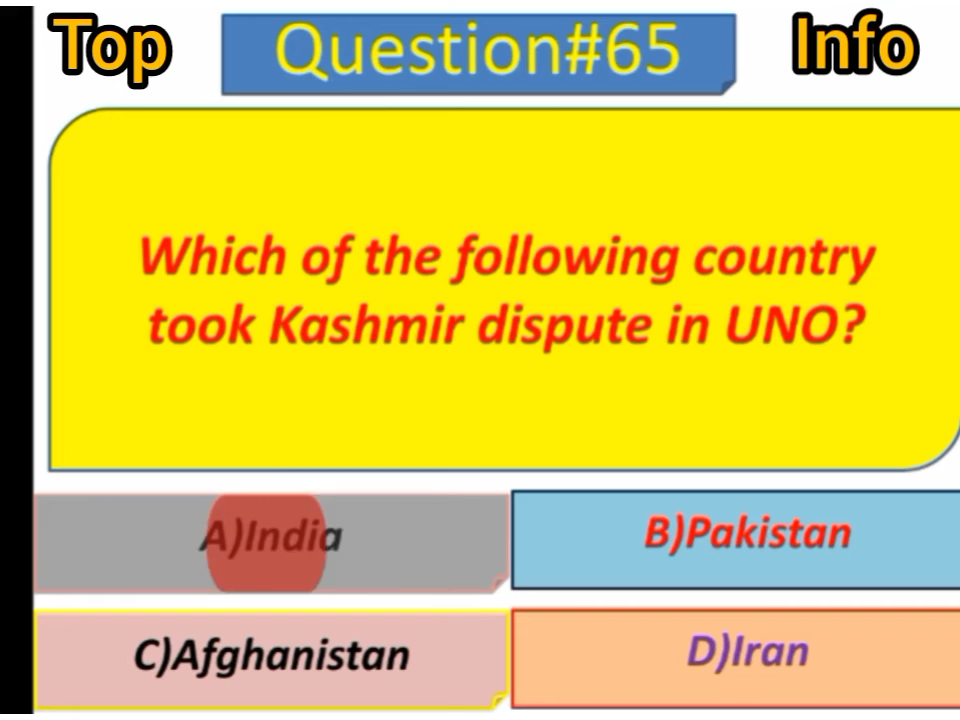 Top Question#65 Info
Which of the following country
took Kashmir dispute in UNO?
A)India
B)Pakistan
C)Afghanistan
D)Iran